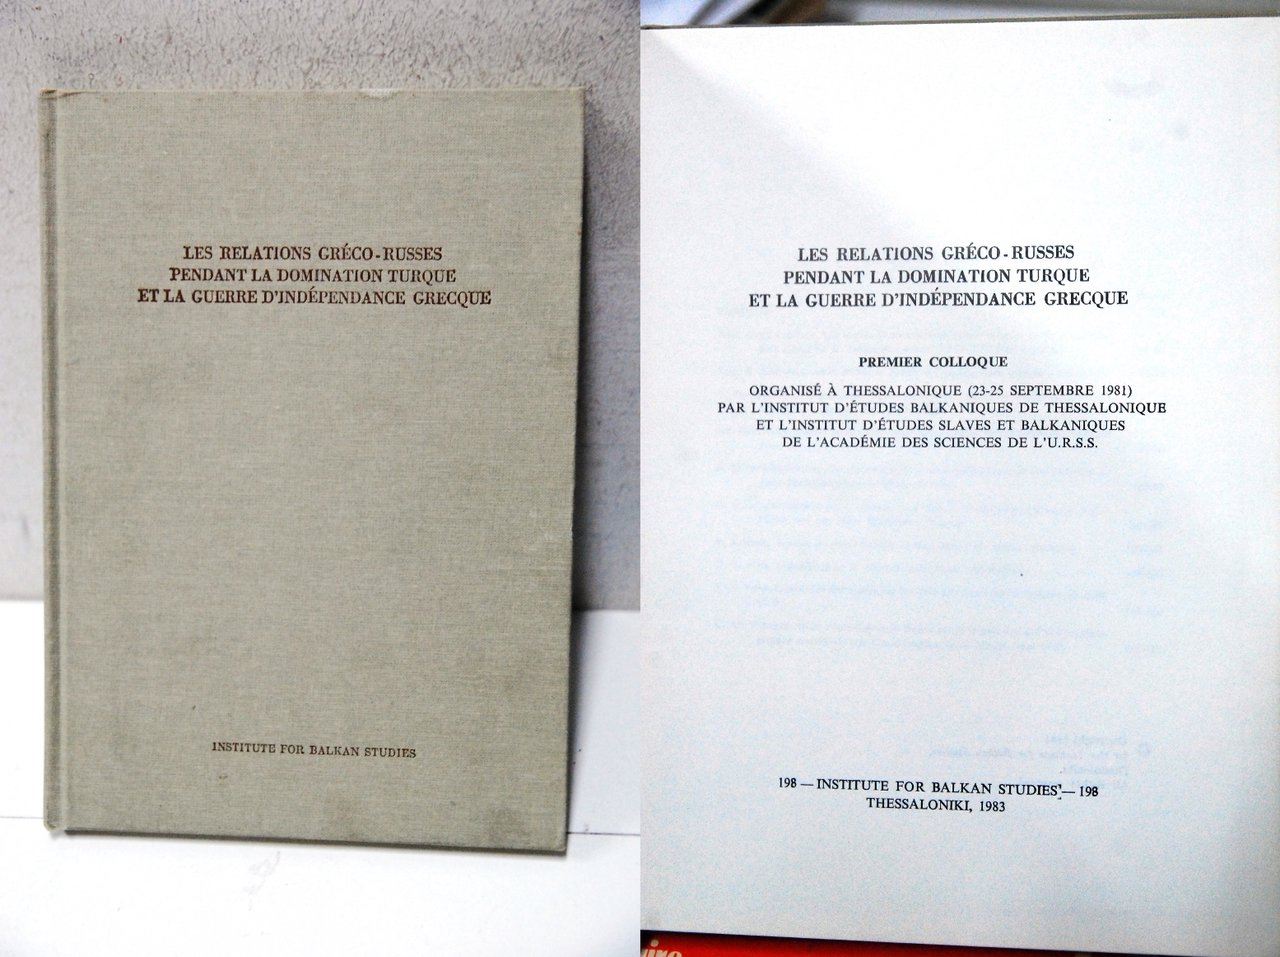 LES RELATIONS GRÉCO-RUSSES
PENDANT LA DOMINATION TURQUE
ET LA GUERRE D'INDÉPENDANCE GRECQUE
INSTITUTE FOR BALKAN STUDIES
LES RELATIONS GRÉCO-RUSSES
PENDANT LA DOMINATION TURQUE
ET LA GUERRE D'INDÉPENDANCE GRECQUE
PREMIER COLLOQUE
ORGANISÉ À THESSALONIQUE (23-25 SEPTEMBRE 1981)
PAR L'INSTITUT D'ÉTUDES BALKANIQUES DE THESSALONIQUE
ET L'INSTITUT D'ÉTUDES SLAVES ET BALKANIQUES
DE L'ACADÉMIE DES SCIENCES DE L'U.R.S.S.
198 — INSTITUTE FOR BALKAN STUDIES — 198
THESSALONIKI, 1983